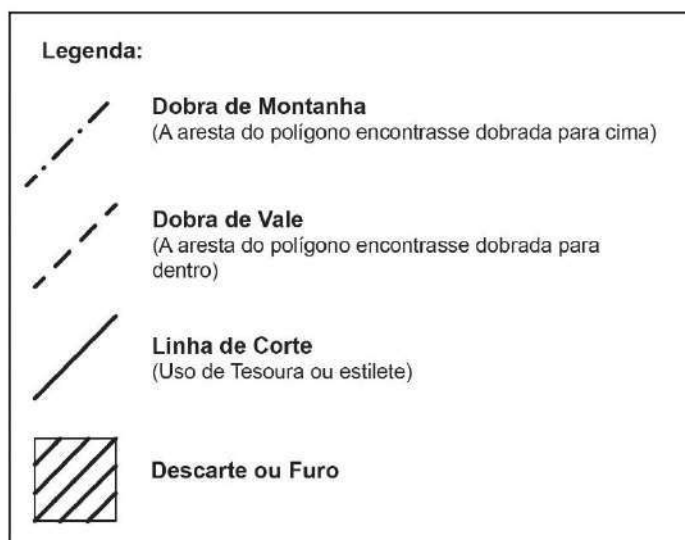 Legenda:
Dobra de Montanha
(A aresta do polígono encontrasse dobrada para cima)
Dobra de Vale
(A aresta do polígono encontrasse dobrada para
dentro)
Linha de Corte
(Uso de Tesoura ou estilete)
Descarte ou Furo